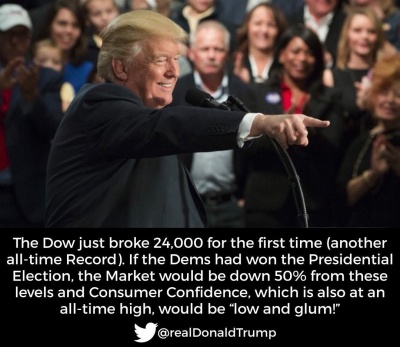 The Dow just broke 24,000 for the first time (another
all-time Record). If the Dems had won the Presidential
Election, the Market would be down 50% from these
levels and Consumer Confidence, which is also at an
all-time high, would be “low and glum!”
@realDonaldTrump